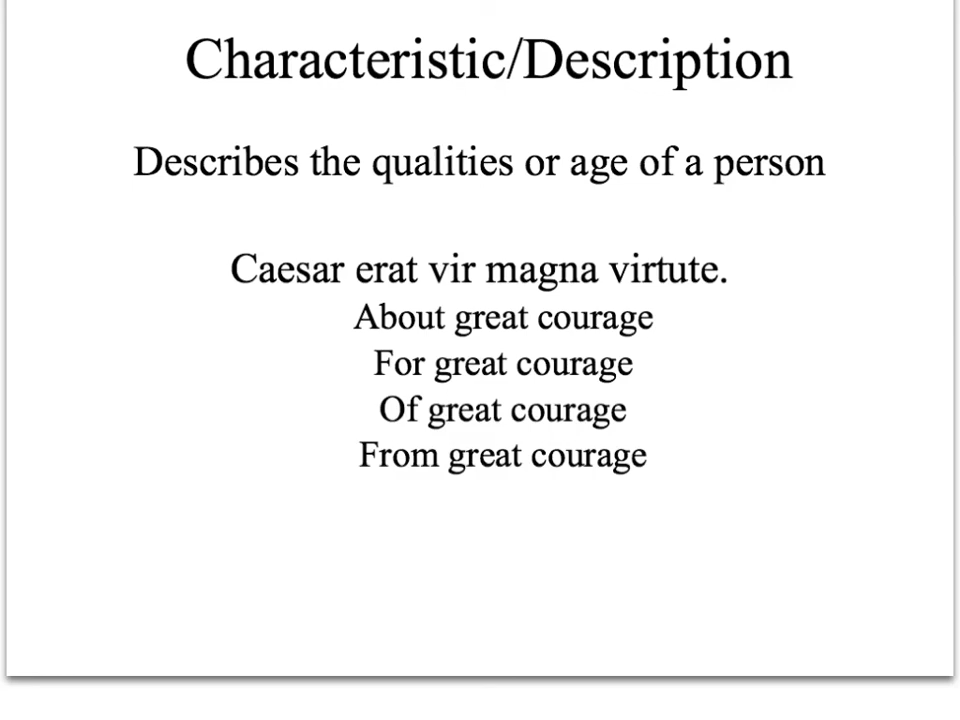 Characteristic/Description
Describes the qualities or age of a person
Caesar erat vir magna virtute.
About great courage
For great courage
Of great courage
From great courage